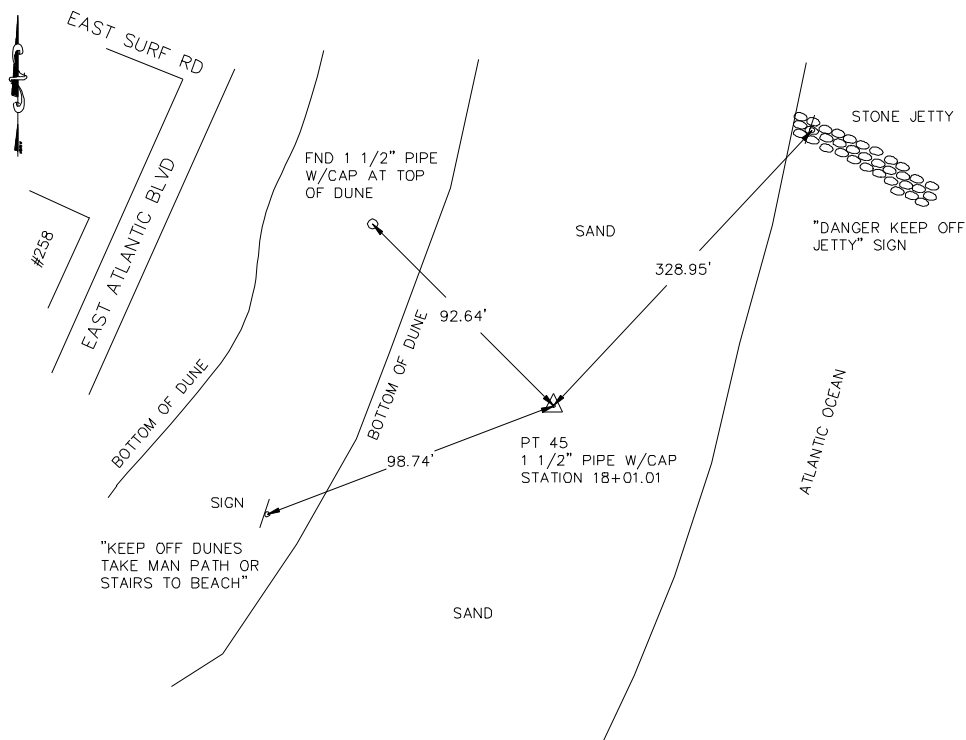 EAST SURF RD
STONE JETTY
FND 1 1/2" PIPE
W/CAP AT TOP
OF DUNE
EAST ATLANTIC BLVD
#258
SAND
"DANGER KEEP OFF
JETTY" SIGN
328.95'
92.64'
BOTTOM OF DUNE
BOTTOM OF DUNE
ATLANTIC OCEAN
PT 45
1 1/2" PIPE W/CAP
STATION 18+01.01
98.74'
SIGN
"KEEP OFF DUNES
TAKE MAN PATH OR
STAIRS TO BEACH"
SAND